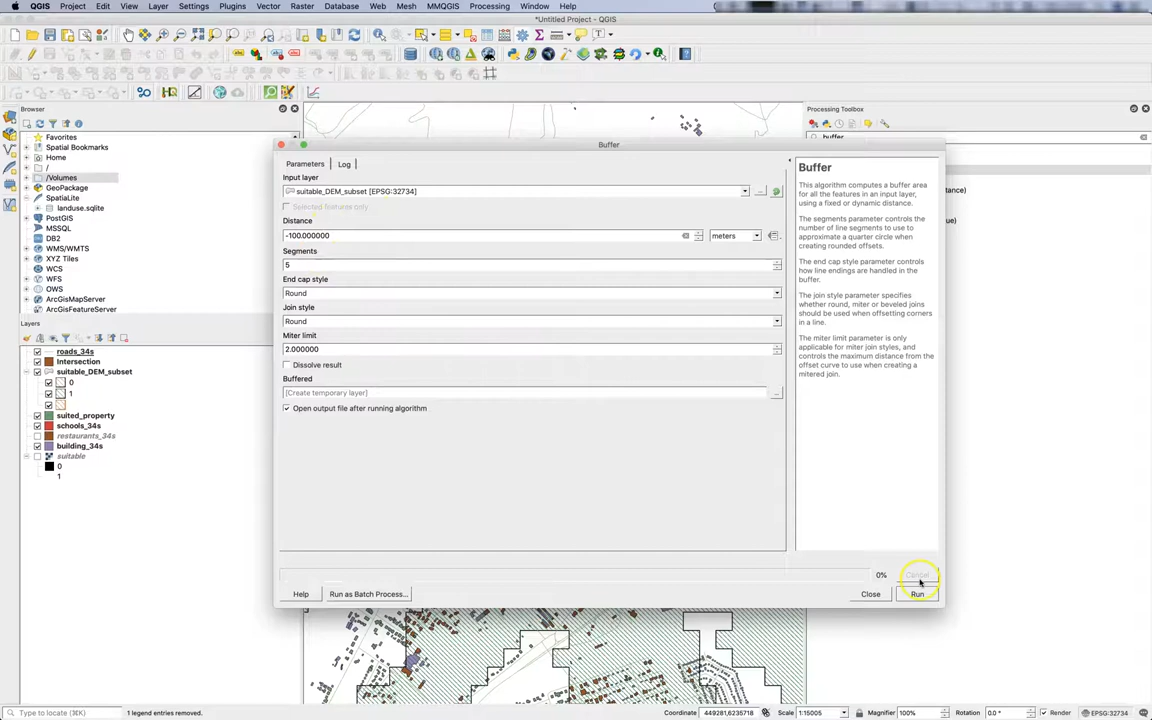 QGIS Project Edit View Layer Settings Plugins Vector Raster Database Web Mesh MMQGIS Processing Window Help
*Untitled Project - QGIS
Browser
Processing Toolbox
buffer
Favorites
Spatial Bookmarks
Home
/
/Volumes
GeoPackage
SpatiaLite
landuse.sqlite
PostGIS
MSSQL
DB2
WMS/WMTS
XYZ Tiles
WCS
WFS
OWS
ArcGisMapServer
ArcGisFeatureServer
Layers
roads_34s
Intersection
suitable_DEM_subset
0
1
suited_property
schools_34s
restaurants_34s
building_34s
suitable
0
1
Buffer
Parameters Log
Input layer
suitable_DEM_subset [EPSG:32734]
Selected features only
Distance
-100.000000 meters
Segments
5
End cap style
Round
Join style
Round
Miter limit
2.000000
Dissolve result
Buffered
[Create temporary layer]
Open output file after running algorithm
Buffer
This algorithm computes a buffer area
for all the features in an input layer,
using a fixed or dynamic distance.
The segments parameter controls the
number of line segments to use to
approximate a quarter circle when
creating rounded offsets.
The end cap style parameter controls
how line endings are handled in the
buffer.
The join style parameter specifies
whether round, miter or beveled joins
should be used when offsetting corners
in a line.
The miter limit parameter is only
applicable for miter join styles, and
controls the maximum distance from the
offset curve to use when creating a
mitered join.
0% Cancel
Help Run as Batch Process... Close Run
Type to locate (⌘K) 1 legend entries removed. Coordinate 449281,6235718 Scale 1:15005 Magnifier 100% Rotation 0.0 ° Render EPSG:32734